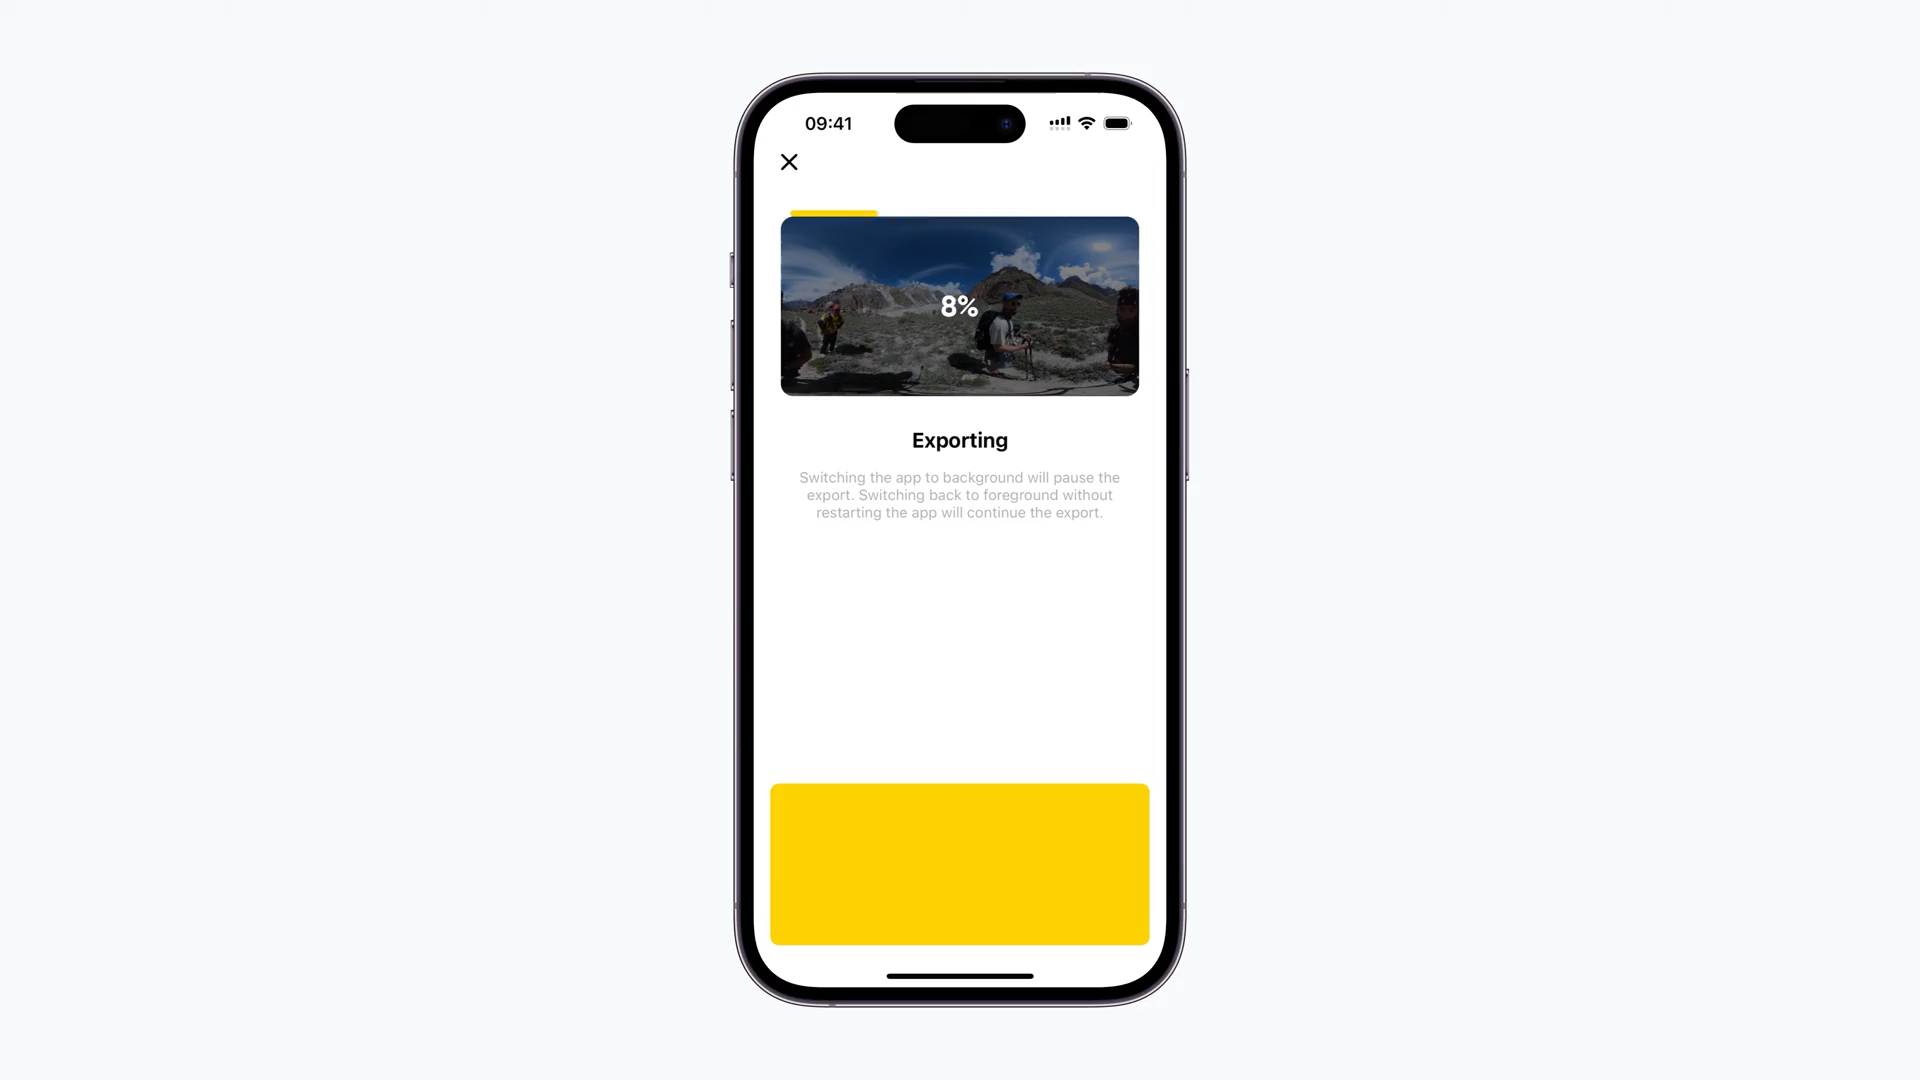 09:41
8%
Exporting
Switching the app to background will pause the
export. Switching back to foreground without
restarting the app will continue the export.